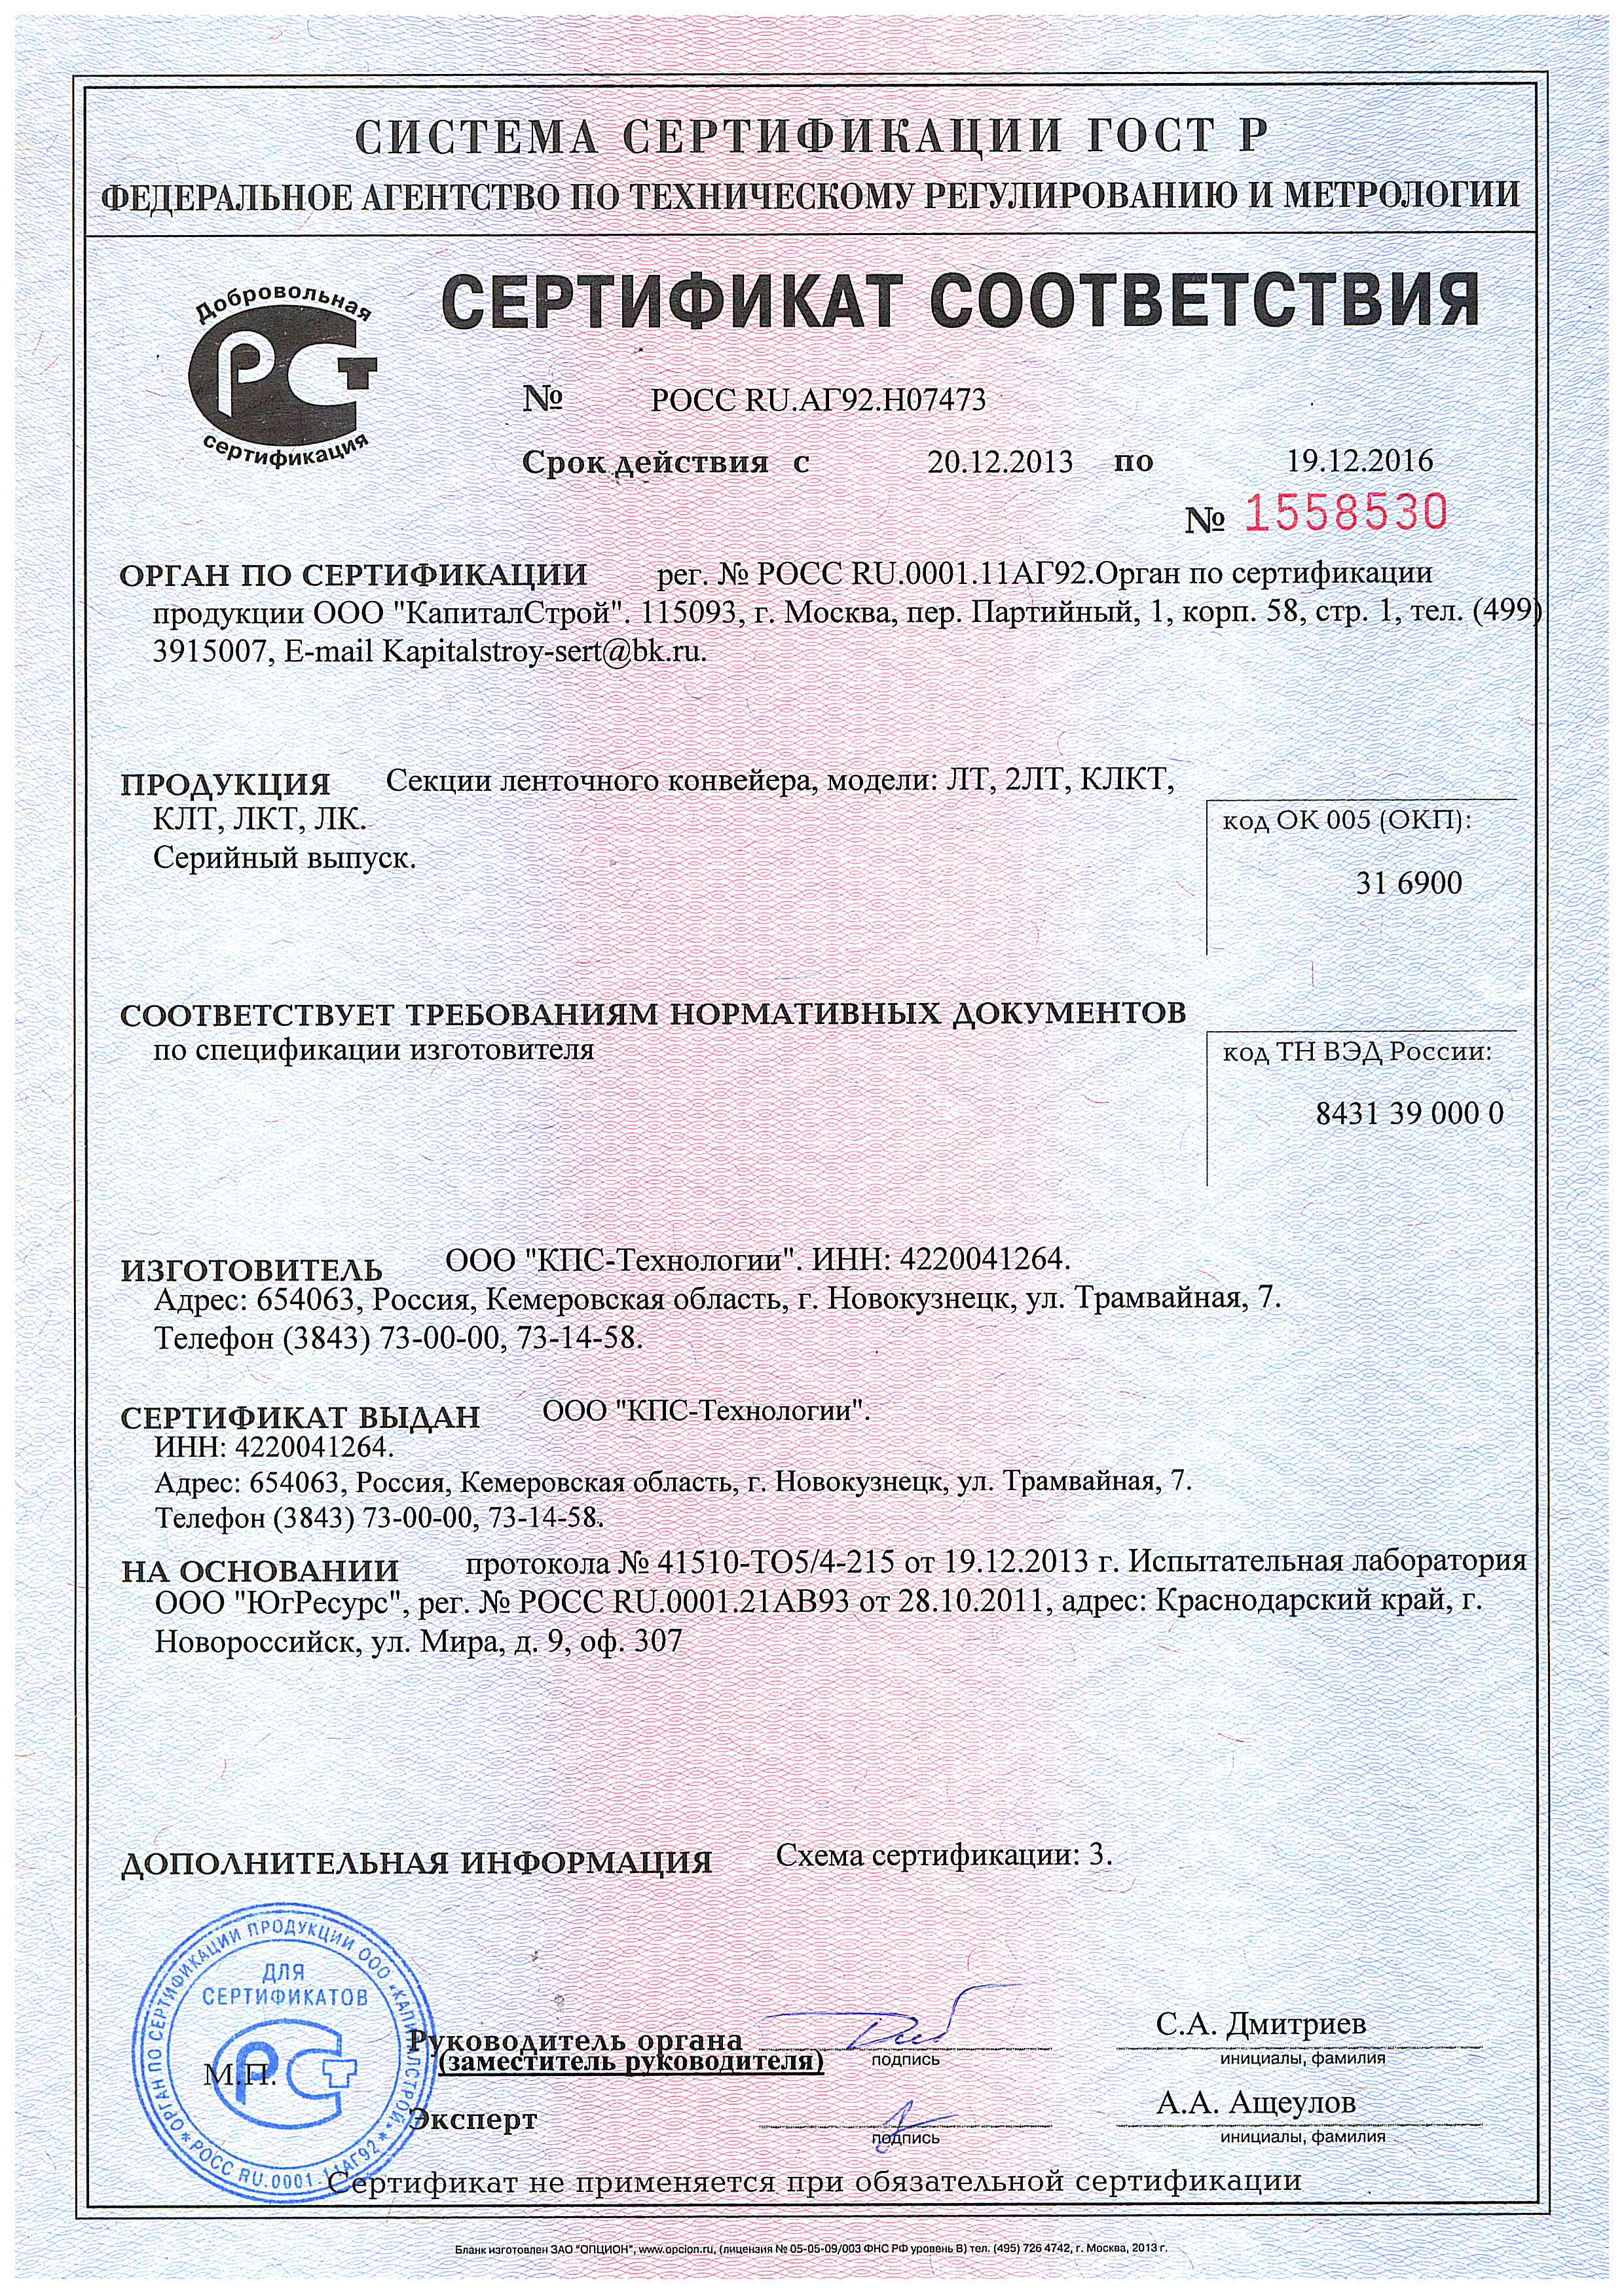 СИСТЕМА СЕРТИФИКАЦИИ ГОСТ Р
ФЕДЕРАЛЬНОЕ АГЕНТСТВО ПО ТЕХНИЧЕСКОМУ РЕГУЛИРОВАНИЮ И МЕТРОЛОГИИ
Добровольная
РСТ
сертификация
СЕРТИФИКАТ СООТВЕТСТВИЯ
№ РОСС RU.АГ92.Н07473
Срок действия с 20.12.2013 по 19.12.2016
№ 1558530
ОРГАН ПО СЕРТИФИКАЦИИ рег. № РОСС RU.0001.11АГ92.Орган по сертификации
продукции ООО "КапиталСтрой". 115093, г. Москва, пер. Партийный, 1, корп. 58, стр. 1, тел. (499)
3915007, E-mail Kapitalstroy-sert@bk.ru.
ПРОДУКЦИЯ Секции ленточного конвейера, модели: ЛТ, 2ЛТ, КЛКТ,
КЛТ, ЛКТ, ЛК.
Серийный выпуск.
код ОК 005 (ОКП):
31 6900
СООТВЕТСТВУЕТ ТРЕБОВАНИЯМ НОРМАТИВНЫХ ДОКУМЕНТОВ
по спецификации изготовителя
код ТН ВЭД России:
8431 39 000 0
ИЗГОТОВИТЕЛЬ ООО "КПС-Технологии". ИНН: 4220041264.
Адрес: 654063, Россия, Кемеровская область, г. Новокузнецк, ул. Трамвайная, 7.
Телефон (3843) 73-00-00, 73-14-58.
СЕРТИФИКАТ ВЫДАН ООО "КПС-Технологии".
ИНН: 4220041264.
Адрес: 654063, Россия, Кемеровская область, г. Новокузнецк, ул. Трамвайная, 7.
Телефон (3843) 73-00-00, 73-14-58.
НА ОСНОВАНИИ протокола № 41510-ТО5/4-215 от 19.12.2013 г. Испытательная лаборатория
ООО "ЮгРесурс", рег. № РОСС RU.0001.21АВ93 от 28.10.2011, адрес: Краснодарский край, г.
Новороссийск, ул. Мира, д. 9, оф. 307
ДОПОЛНИТЕЛЬНАЯ ИНФОРМАЦИЯ Схема сертификации: 3.
ОРГАН ПО СЕРТИФИКАЦИИ ПРОДУКЦИИ ООО «КАПИТАЛСТРОЙ»
* РОСС RU.0001.11АГ92 *
ДЛЯ
СЕРТИФИКАТОВ
РСТ
М.П.
Руководитель органа
(заместитель руководителя)
подпись
С.А. Дмитриев
инициалы, фамилия
Эксперт
подпись
А.А. Ащеулов
инициалы, фамилия
Сертификат не применяется при обязательной сертификации
Бланк изготовлен ЗАО "ОПЦИОН", www.opcion.ru, (лицензия № 05-05-09/003 ФНС РФ уровень В) тел. (495) 726 4742, г. Москва, 2013 г.